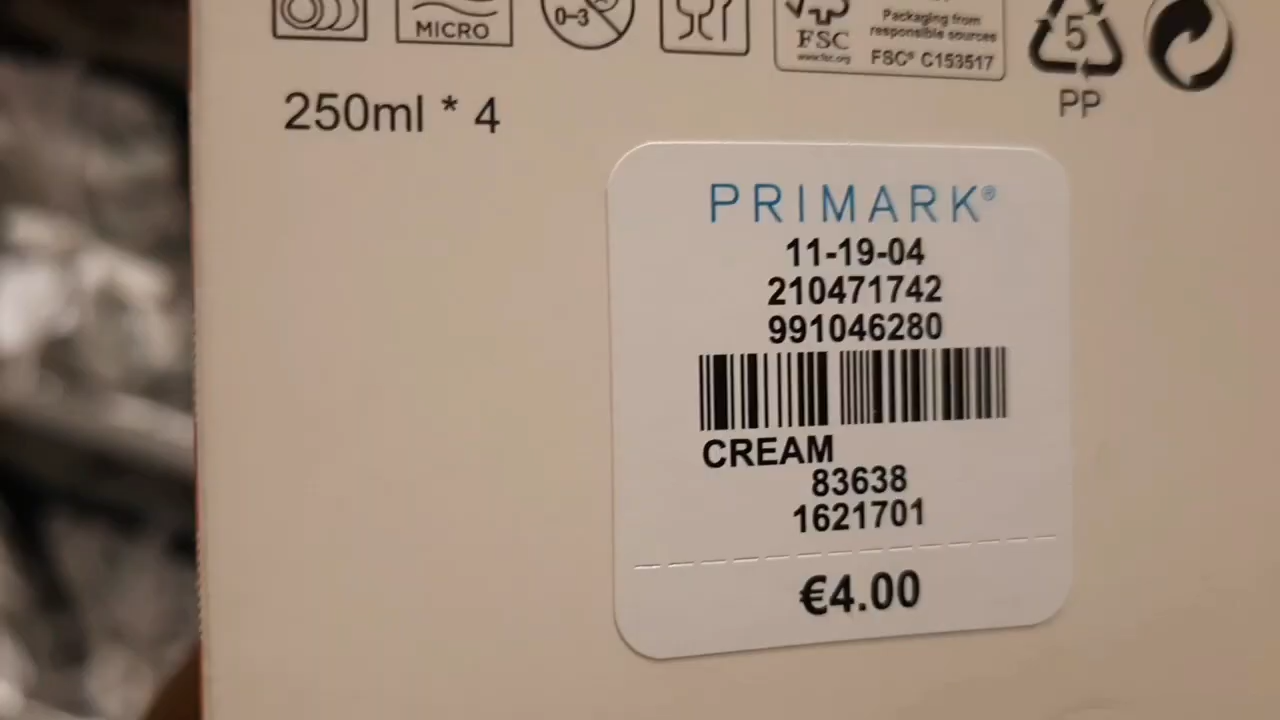 MICRO
0-3
FSC
www.fsc.org
Packaging from
responsible sources
FSC® C153517
5
PP
250ml * 4
PRIMARK®
11-19-04
210471742
991046280
CREAM
83638
1621701
€4.00